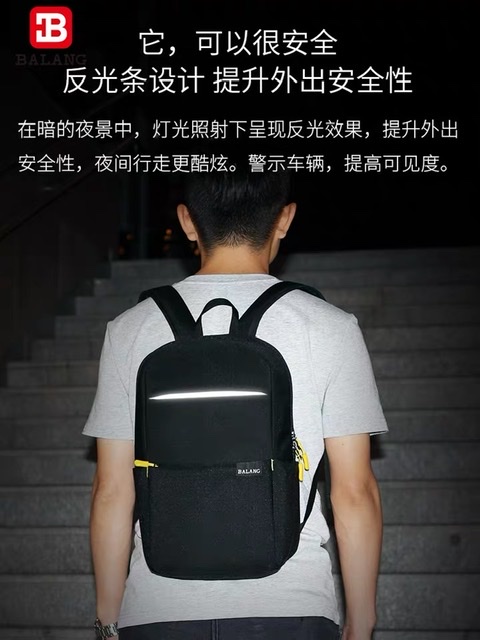 B
BALANG
它，可以很安全
反光条设计 提升外出安全性
在暗的夜景中，灯光照射下呈现反光效果，提升外出
安全性，夜间行走更酷炫。警示车辆，提高可见度。
BALANG